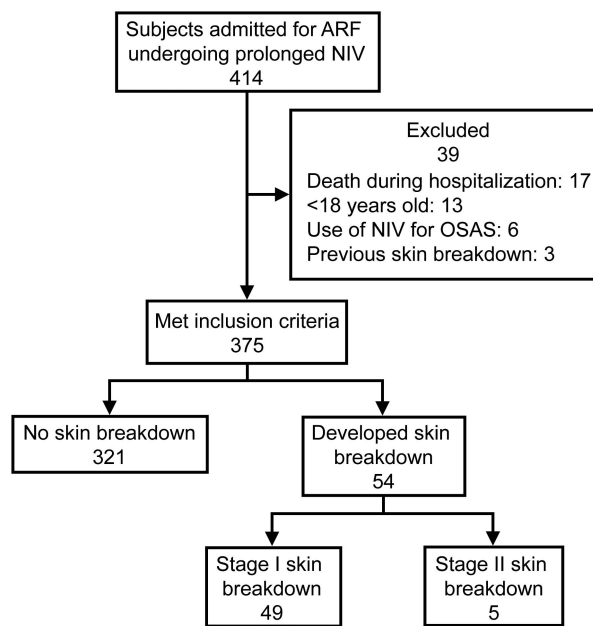 Subjects admitted for ARF
undergoing prolonged NIV
414
Excluded
39
Death during hospitalization: 17
<18 years old: 13
Use of NIV for OSAS: 6
Previous skin breakdown: 3
Met inclusion criteria
375
No skin breakdown
321
Developed skin
breakdown
54
Stage I skin
breakdown
49
Stage II skin
breakdown
5